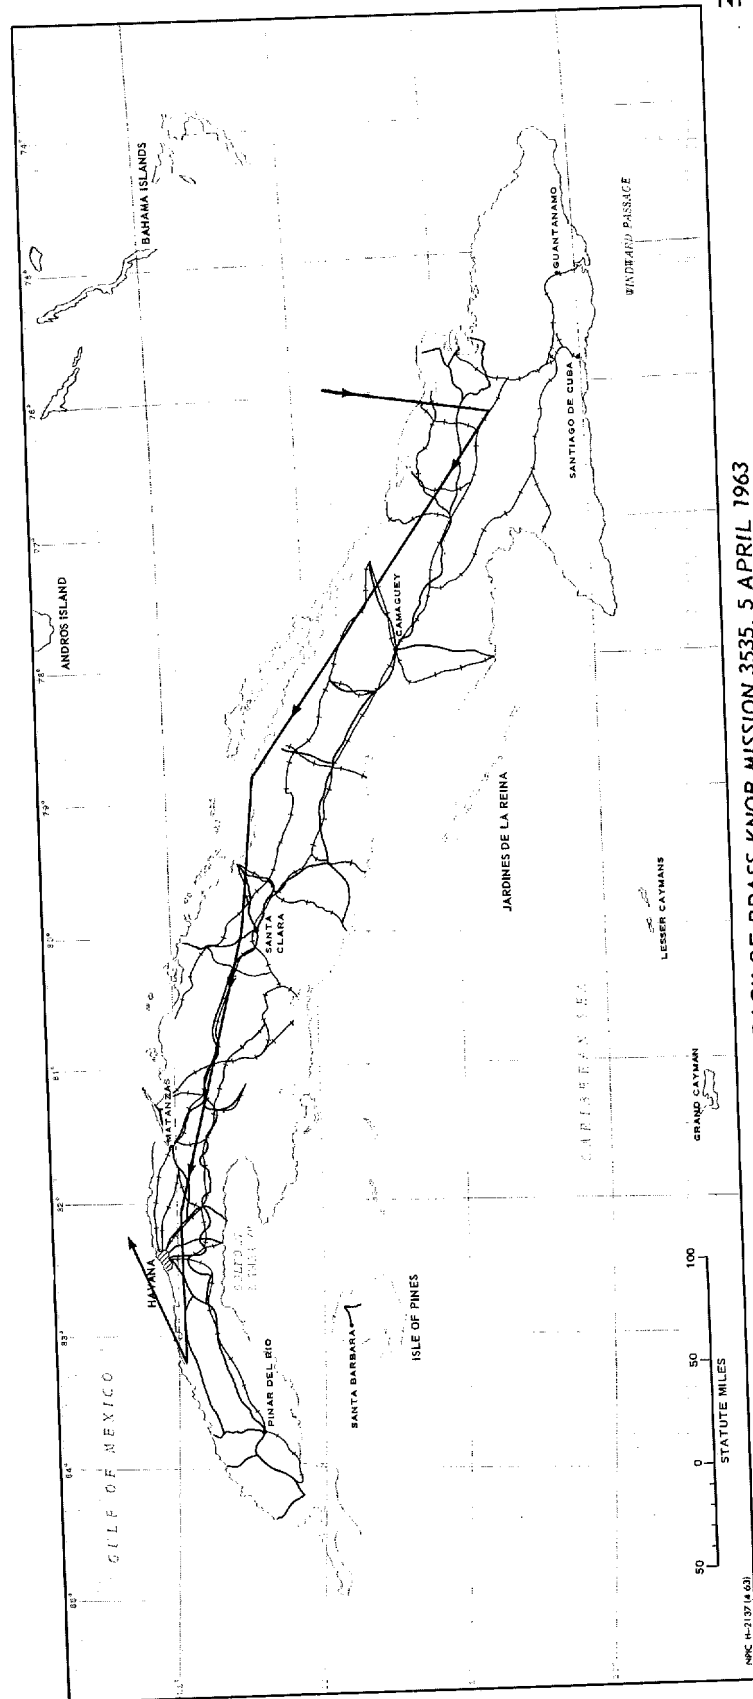 74°
75°
76°
77°
78°
79°
80°
81°
82°
83°
84°
BAHAMA ISLANDS
ANDROS ISLAND
GULF OF MEXICO
HAVANA
MATANZAS
SANTA
CLARA
CAMAGUEY
GUANTANAMO
SANTIAGO DE CUBA
WINDWARD PASSAGE
PINAR DEL RIO
SANTA BARBARA
ISLE OF PINES
JARDINES DE LA REINA
CARIBBEAN SEA
LESSER CAYMANS
GRAND CAYMAN
50 0 50 100
STATUTE MILES
NPIC H-2137 (4/63)
BRASS KNOB MISSION 3535, 5 APRIL 1963